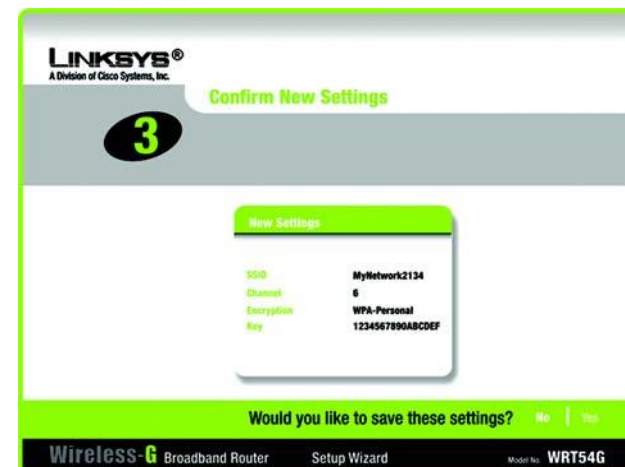 LINKSYS®
A Division of Cisco Systems, Inc.
Confirm New Settings
3
New Settings
SSID MyNetwork2134
Channel 6
Encryption WPA-Personal
Key 1234567890ABCDEF
Would you like to save these settings? No | Yes
Wireless-G Broadband Router Setup Wizard Model No. WRT54G